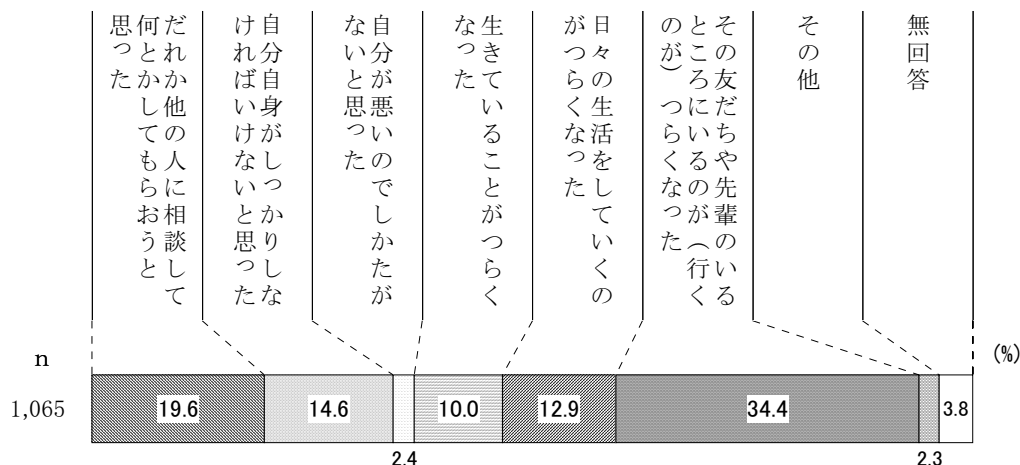 だれか他の人に相談して
何とかしてもらおうと
思った
自分自身がしっかりしな
ければいけないと思った
自分が悪いのでしかたが
ないと思った
生きていることがつらく
なった
日々の生活をしていくの
がつらくなった
その友だちや先輩のいる
ところにいるのが（行く
のが）つらくなった
その他
無回答
(%)
n
1,065
19.6
14.6
2.4
10.0
12.9
34.4
2.3
3.8